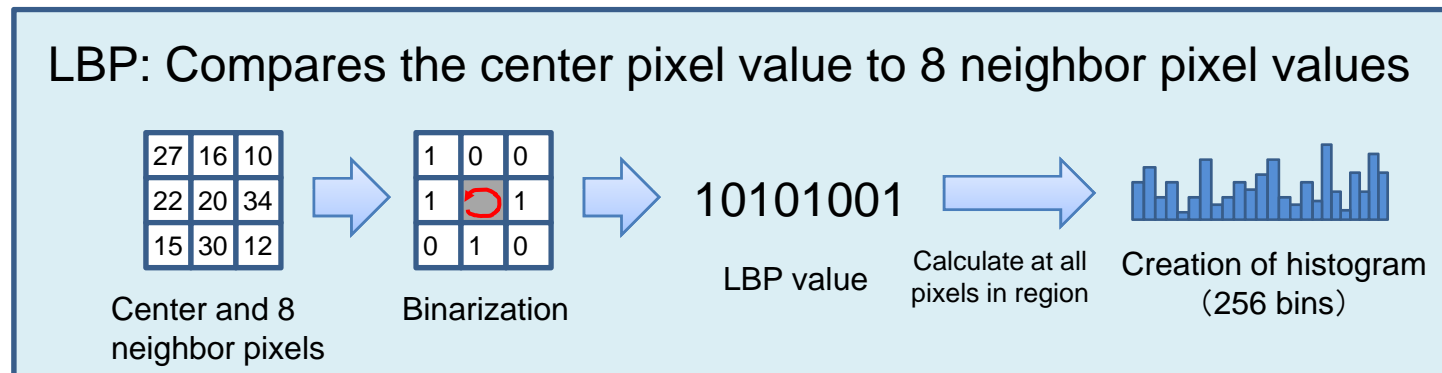 LBP: Compares the center pixel value to 8 neighbor pixel values
27 16 10
22 20 34
15 30 12
Center and 8
neighbor pixels
1 0 0
1 1
0 1 0
Binarization
10101001
LBP value
Calculate at all
pixels in region
Creation of histogram
（256 bins）